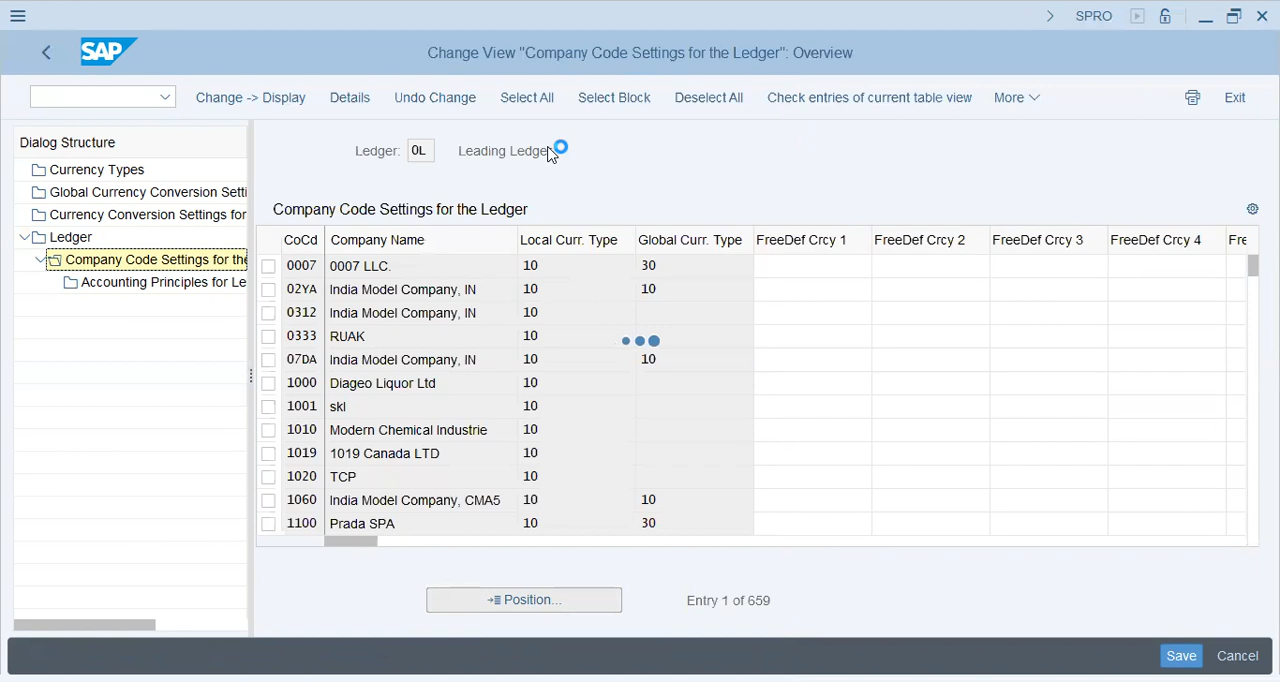 SPRO
SAP
Change View "Company Code Settings for the Ledger": Overview
Change -> Display Details Undo Change Select All Select Block Deselect All Check entries of current table view More Exit
Dialog Structure
Currency Types
Global Currency Conversion Setti
Currency Conversion Settings for
Ledger
Company Code Settings for the
Accounting Principles for Le
Ledger: 0L Leading Ledge
Company Code Settings for the Ledger
CoCd Company Name Local Curr. Type Global Curr. Type FreeDef Crcy 1 FreeDef Crcy 2 FreeDef Crcy 3 FreeDef Crcy 4 Fre
0007 0007 LLC. 10 30
02YA India Model Company, IN 10 10
0312 India Model Company, IN 10
0333 RUAK 10
07DA India Model Company, IN 10 10
1000 Diageo Liquor Ltd 10
1001 skl 10
1010 Modern Chemical Industrie 10
1019 1019 Canada LTD 10
1020 TCP 10
1060 India Model Company, CMA5 10 10
1100 Prada SPA 10 30
Position... Entry 1 of 659
Save Cancel